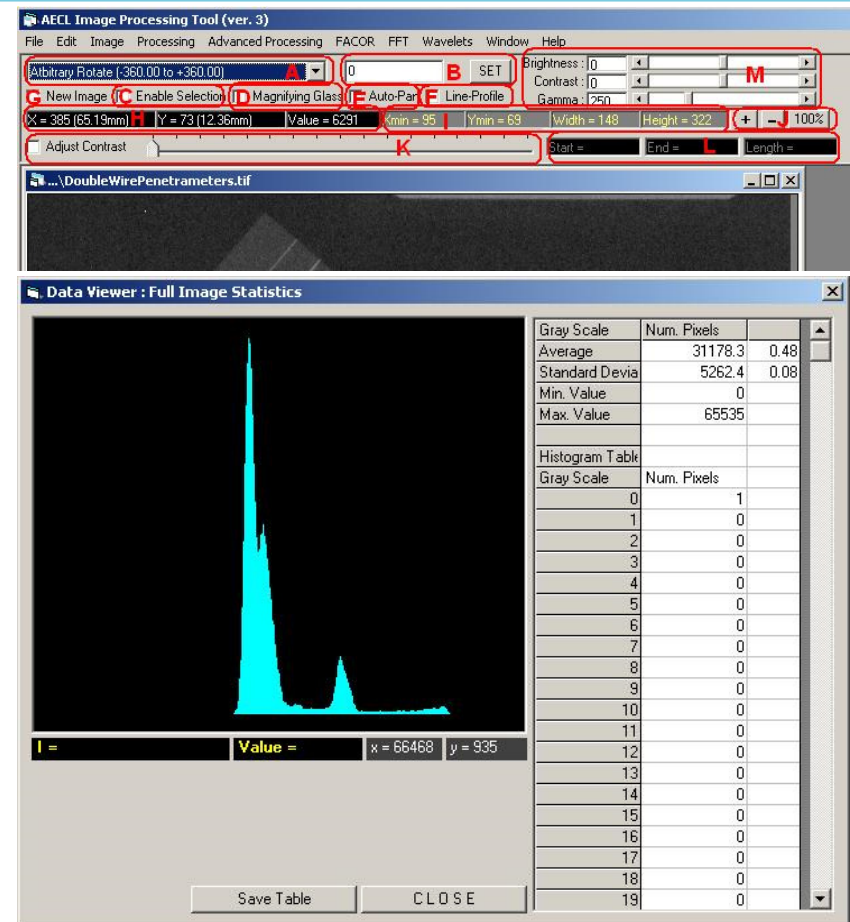 AECL Image Processing Tool (ver. 3)
File Edit Image Processing Advanced Processing FACOR FFT Wavelets Window Help
Atbitrary Rotate (-360.00 to +360.00) A 0 B SET Brightness : 0 M
Contrast : 0
G New Image C Enable Selection D Magnifying Glass E Auto-Pan F Line-Profile Gamma : 250
X = 385 (65.19mm) H Y = 73 (12.36mm) Value = 6291 Xmin = 95 I Ymin = 69 Width = 148 Height = 322 + - J 100%
Adjust Contrast K Start = End = L Length =
...\DoubleWirePenetrameters.tif
Data Viewer : Full Image Statistics
Gray Scale Num. Pixels
Average 31178.3 0.48
Standard Devia 5262.4 0.08
Min. Value 0
Max. Value 65535
Histogram Table
Gray Scale Num. Pixels
0 1
1 0
2 0
3 0
4 0
5 0
6 0
7 0
8 0
9 0
10 0
11 0
I = Value = x = 66468 y = 935
12 0
13 0
14 0
15 0
16 0
17 0
18 0
Save Table CLOSE
19 0